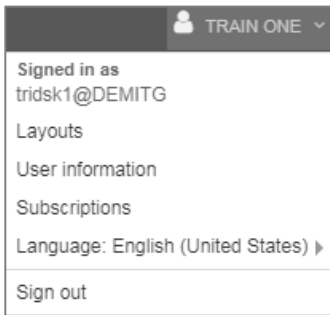 TRAIN ONE
Signed in as
tridsk1@DEMITG
Layouts
User information
Subscriptions
Language: English (United States)
Sign out